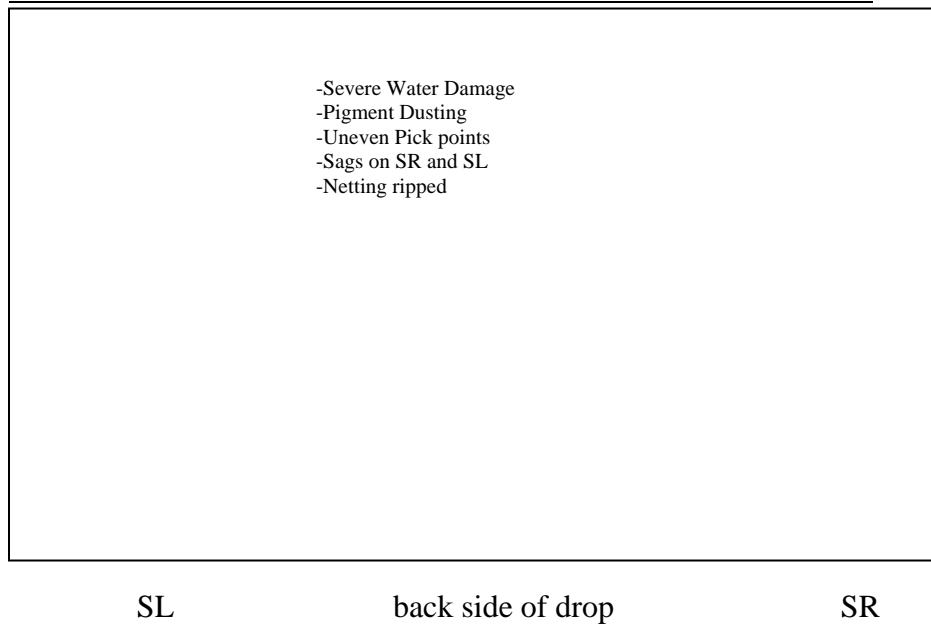 -Severe Water Damage
-Pigment Dusting
-Uneven Pick points
-Sags on SR and SL
-Netting ripped
SL back side of drop SR